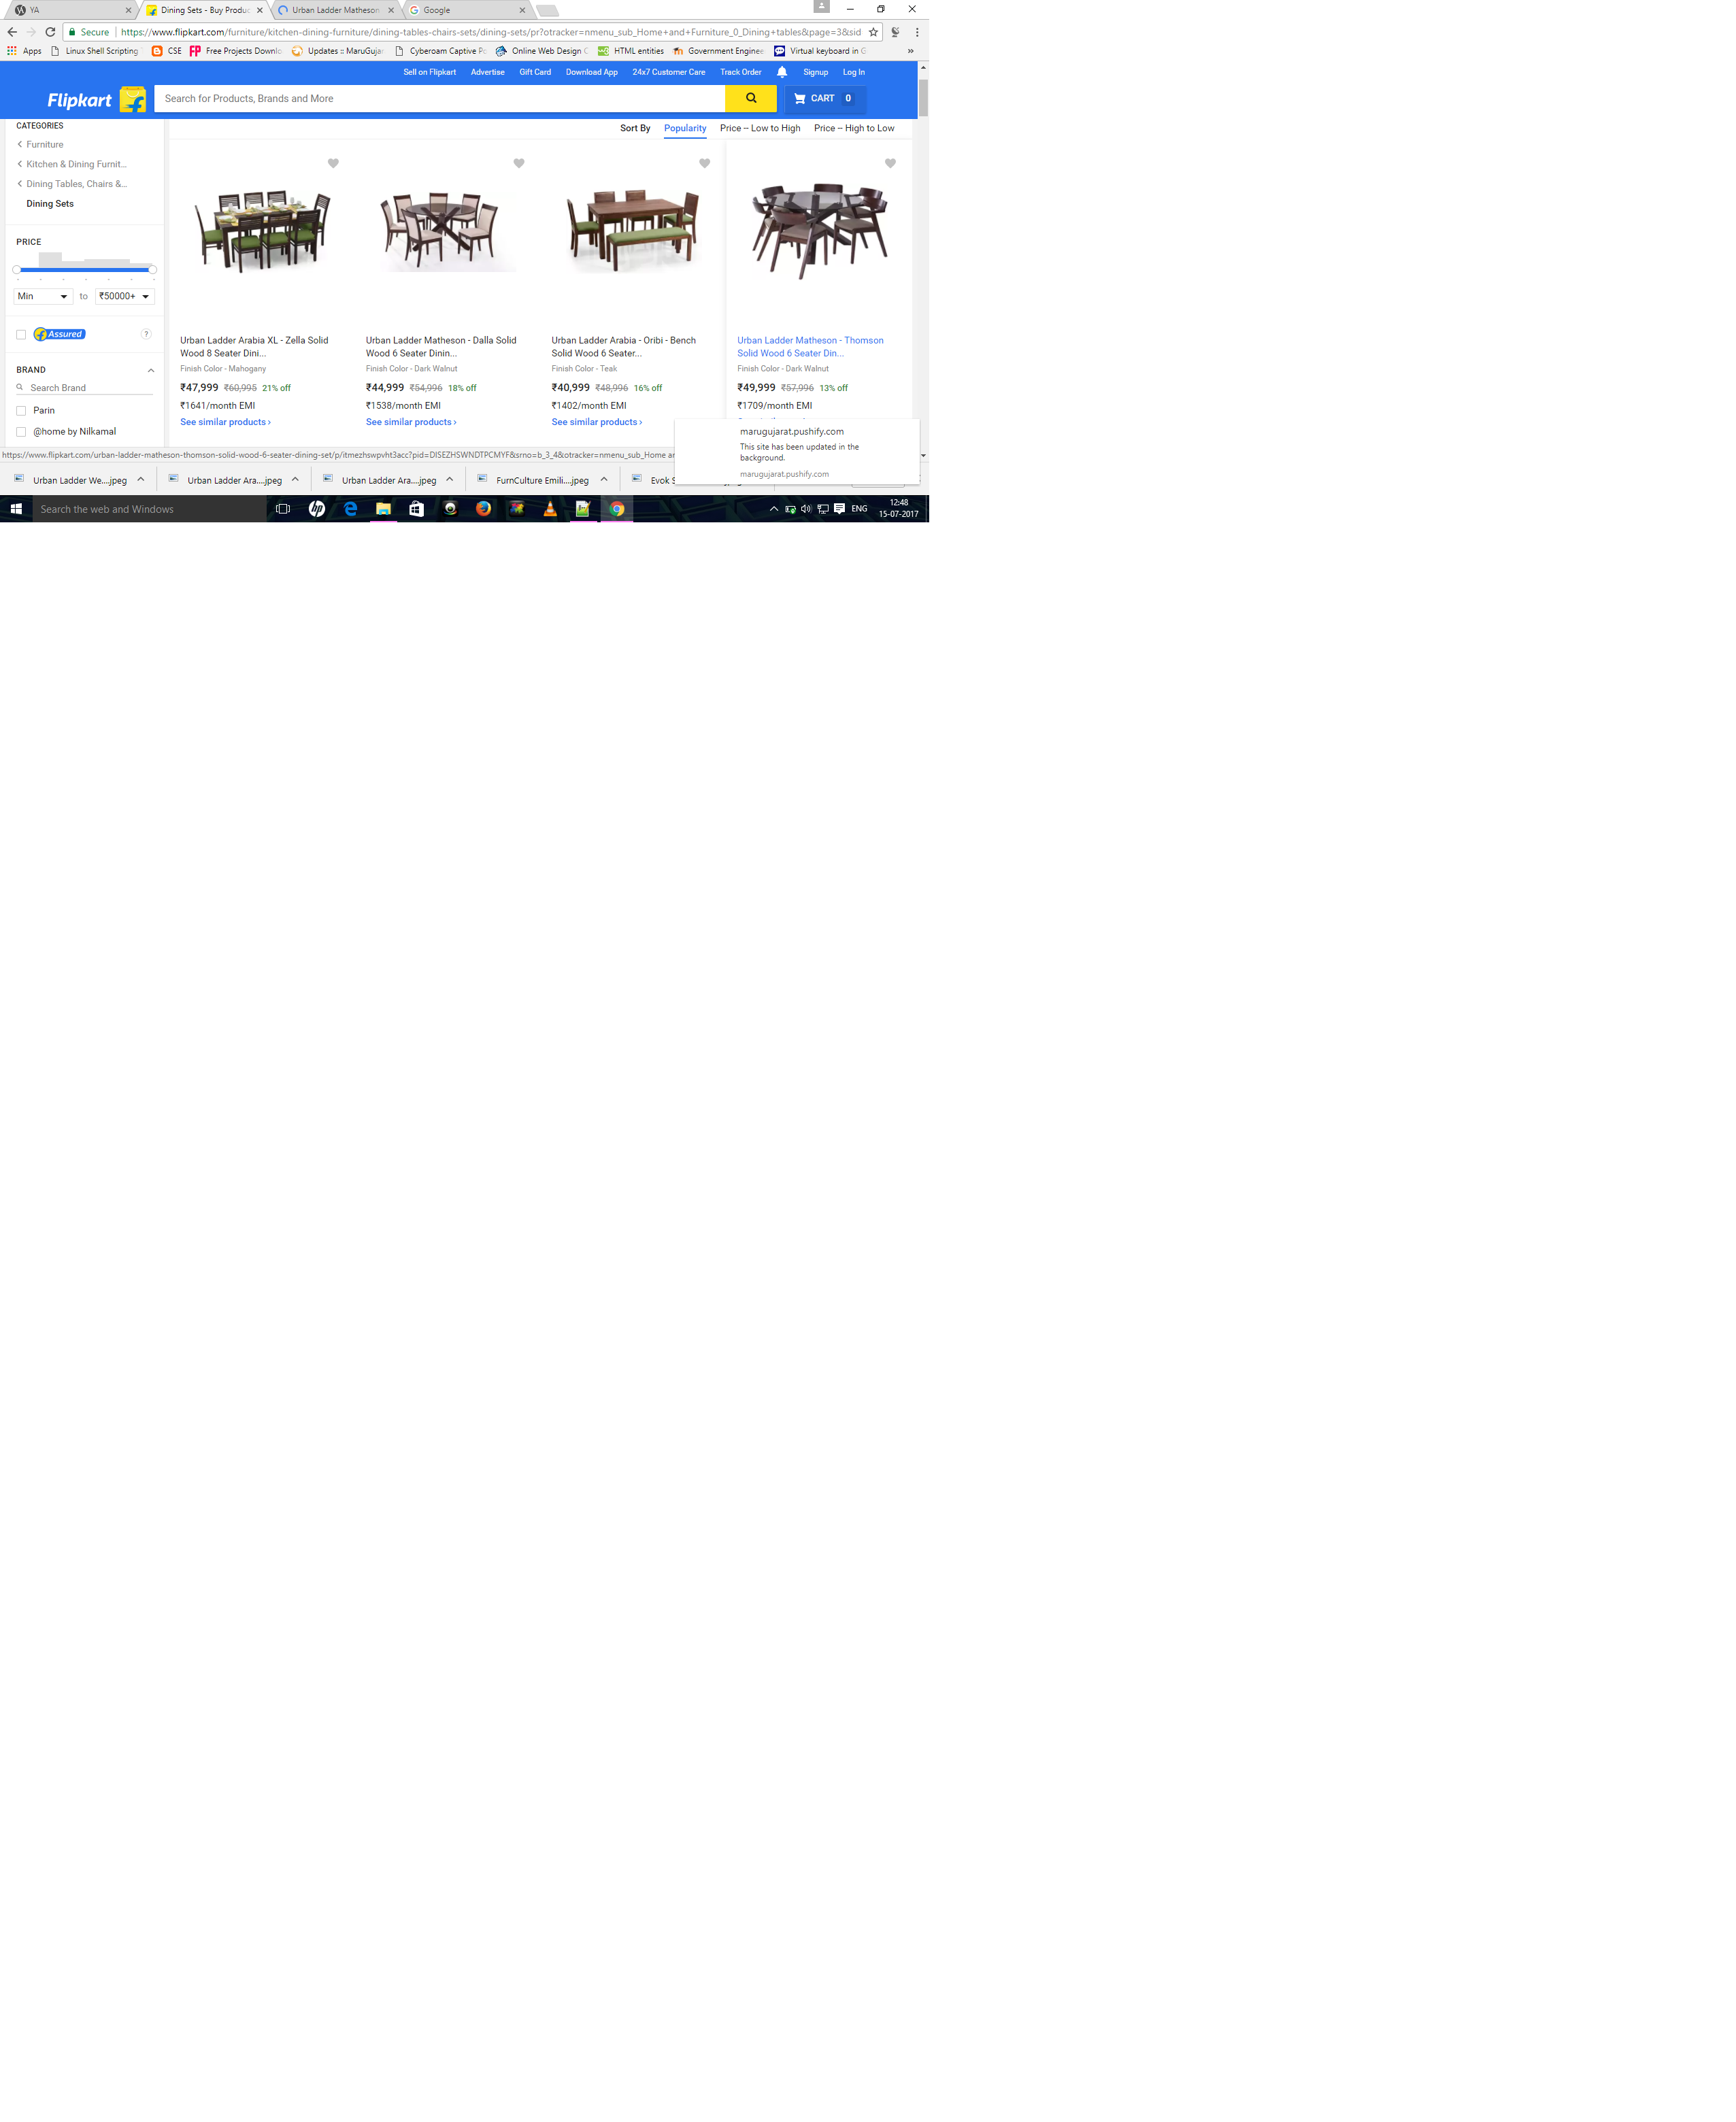 YA
Dining Sets - Buy Produc
Urban Ladder Matheson
Google
Secure
https://www.flipkart.com/furniture/kitchen-dining-furniture/dining-tables-chairs-sets/dining-sets/pr?otracker=nmenu_sub_Home and Furniture_0_Dining tables&page=3&sid
Apps
Linux Shell Scripting
CSE
Free Projects Downlo
Updates :: MaruGujar
Cyberoam Captive Po
Online Web Design C
HTML entities
Government Enginee
Virtual keyboard in G
»
Sell on Flipkart
Advertise
Gift Card
Download App
24x7 Customer Care
Track Order
Signup
Log In
Flipkart
Search for Products, Brands and More
CART 0
CATEGORIES
Furniture
Kitchen & Dining Furnit...
Dining Tables, Chairs &...
Dining Sets
PRICE
Min
to
₹50000+
Assured
?
BRAND
Search Brand
Parin
@home by Nilkamal
Sort By
Popularity
Price -- Low to High
Price -- High to Low
Urban Ladder Arabia XL - Zella Solid
Wood 8 Seater Dini...
Finish Color - Mahogany
₹47,999 ₹60,995 21% off
₹1641/month EMI
See similar products ›
Urban Ladder Matheson - Dalla Solid
Wood 6 Seater Dinin...
Finish Color - Dark Walnut
₹44,999 ₹54,996 18% off
₹1538/month EMI
See similar products ›
Urban Ladder Arabia - Oribi - Bench
Solid Wood 6 Seater...
Finish Color - Teak
₹40,999 ₹48,996 16% off
₹1402/month EMI
See similar products ›
Urban Ladder Matheson - Thomson
Solid Wood 6 Seater Din...
Finish Color - Dark Walnut
₹49,999 ₹57,996 13% off
₹1709/month EMI
marugujarat.pushify.com
This site has been updated in the
background.
marugujarat.pushify.com
https://www.flipkart.com/urban-ladder-matheson-thomson-solid-wood-6-seater-dining-set/p/itmezhswpvht3acc?pid=DISEZHSWNDTPCMYF&srno=b_3_4&otracker=nmenu_sub_Home ar
Urban Ladder We....jpeg
Urban Ladder Ara....jpeg
Urban Ladder Ara....jpeg
FurnCulture Emili....jpeg
Evok S
Search the web and Windows
hp
ENG
12:48
15-07-2017